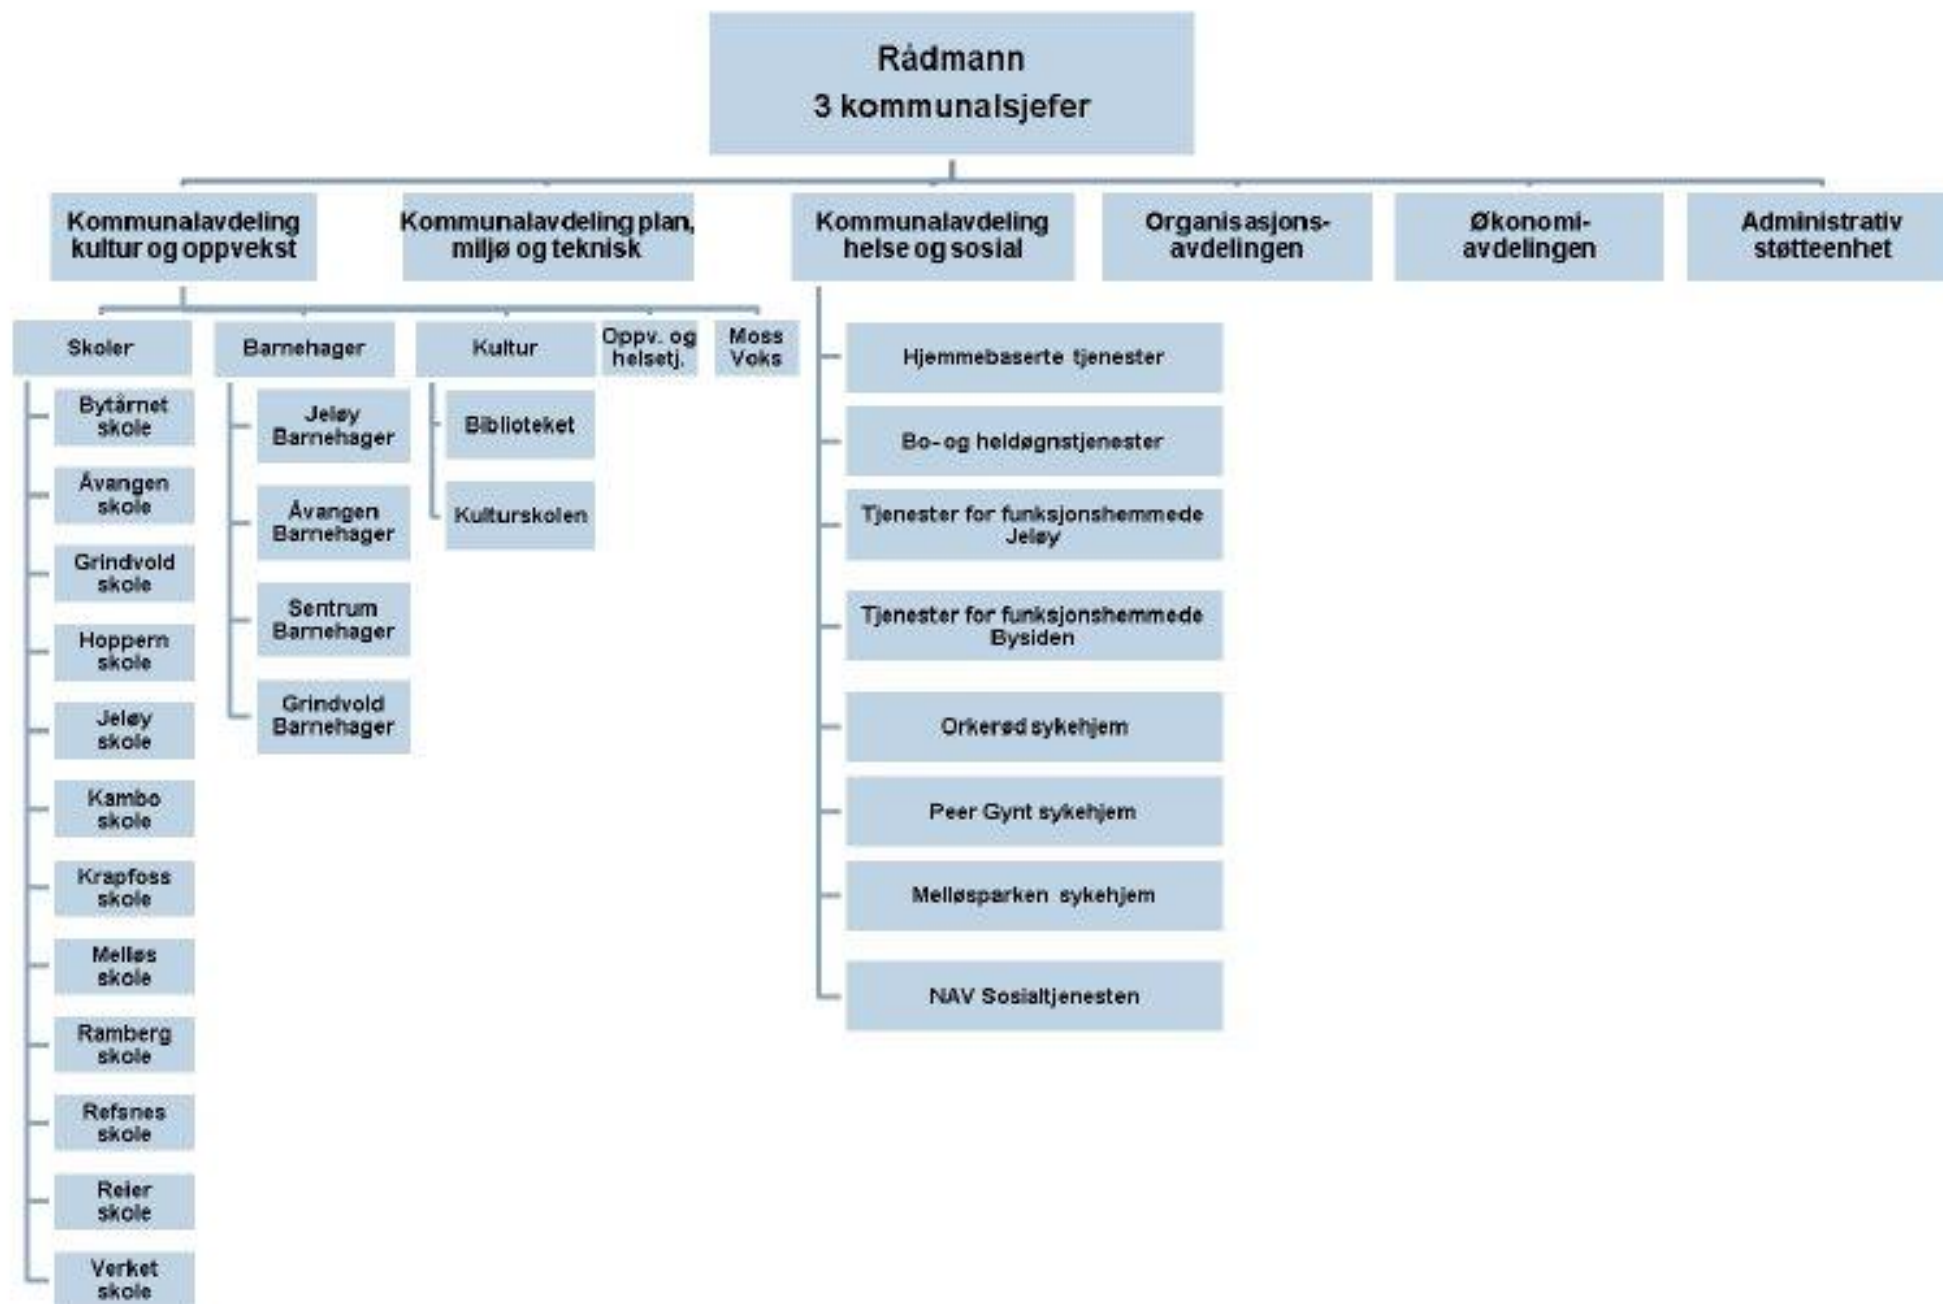 Rådmann
3 kommunalsjefer
Kommunalavdeling
kultur og oppvekst
Kommunalavdeling plan,
miljø og teknisk
Kommunalavdeling
helse og sosial
Organisasjons-
avdelingen
Økonomi-
avdelingen
Administrativ
støtteenhet
Skoler
Barnehager
Kultur
Oppv. og
helsetj.
Moss
Voks
Bytårnet
skole
Åvangen
skole
Grindvold
skole
Hoppern
skole
Jeløy
skole
Kambo
skole
Krapfoss
skole
Melløs
skole
Ramberg
skole
Refsnes
skole
Reier
skole
Verket
skole
Jeløy
Barnehager
Åvangen
Barnehager
Sentrum
Barnehager
Grindvold
Barnehager
Biblioteket
Kulturskolen
Hjemmebaserte tjenester
Bo- og heldøgnstjenester
Tjenester for funksjonshemmede
Jeløy
Tjenester for funksjonshemmede
Bysiden
Orkerød sykehjem
Peer Gynt sykehjem
Melløsparken sykehjem
NAV Sosialtjenesten